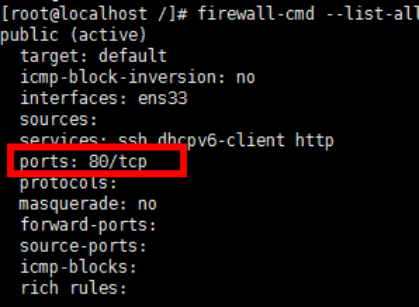 [root@localhost /]# firewall-cmd --list-all
public (active)
target: default
icmp-block-inversion: no
interfaces: ens33
sources:
services: ssh dhcpv6-client http
ports: 80/tcp
protocols:
masquerade: no
forward-ports:
source-ports:
icmp-blocks:
rich rules: